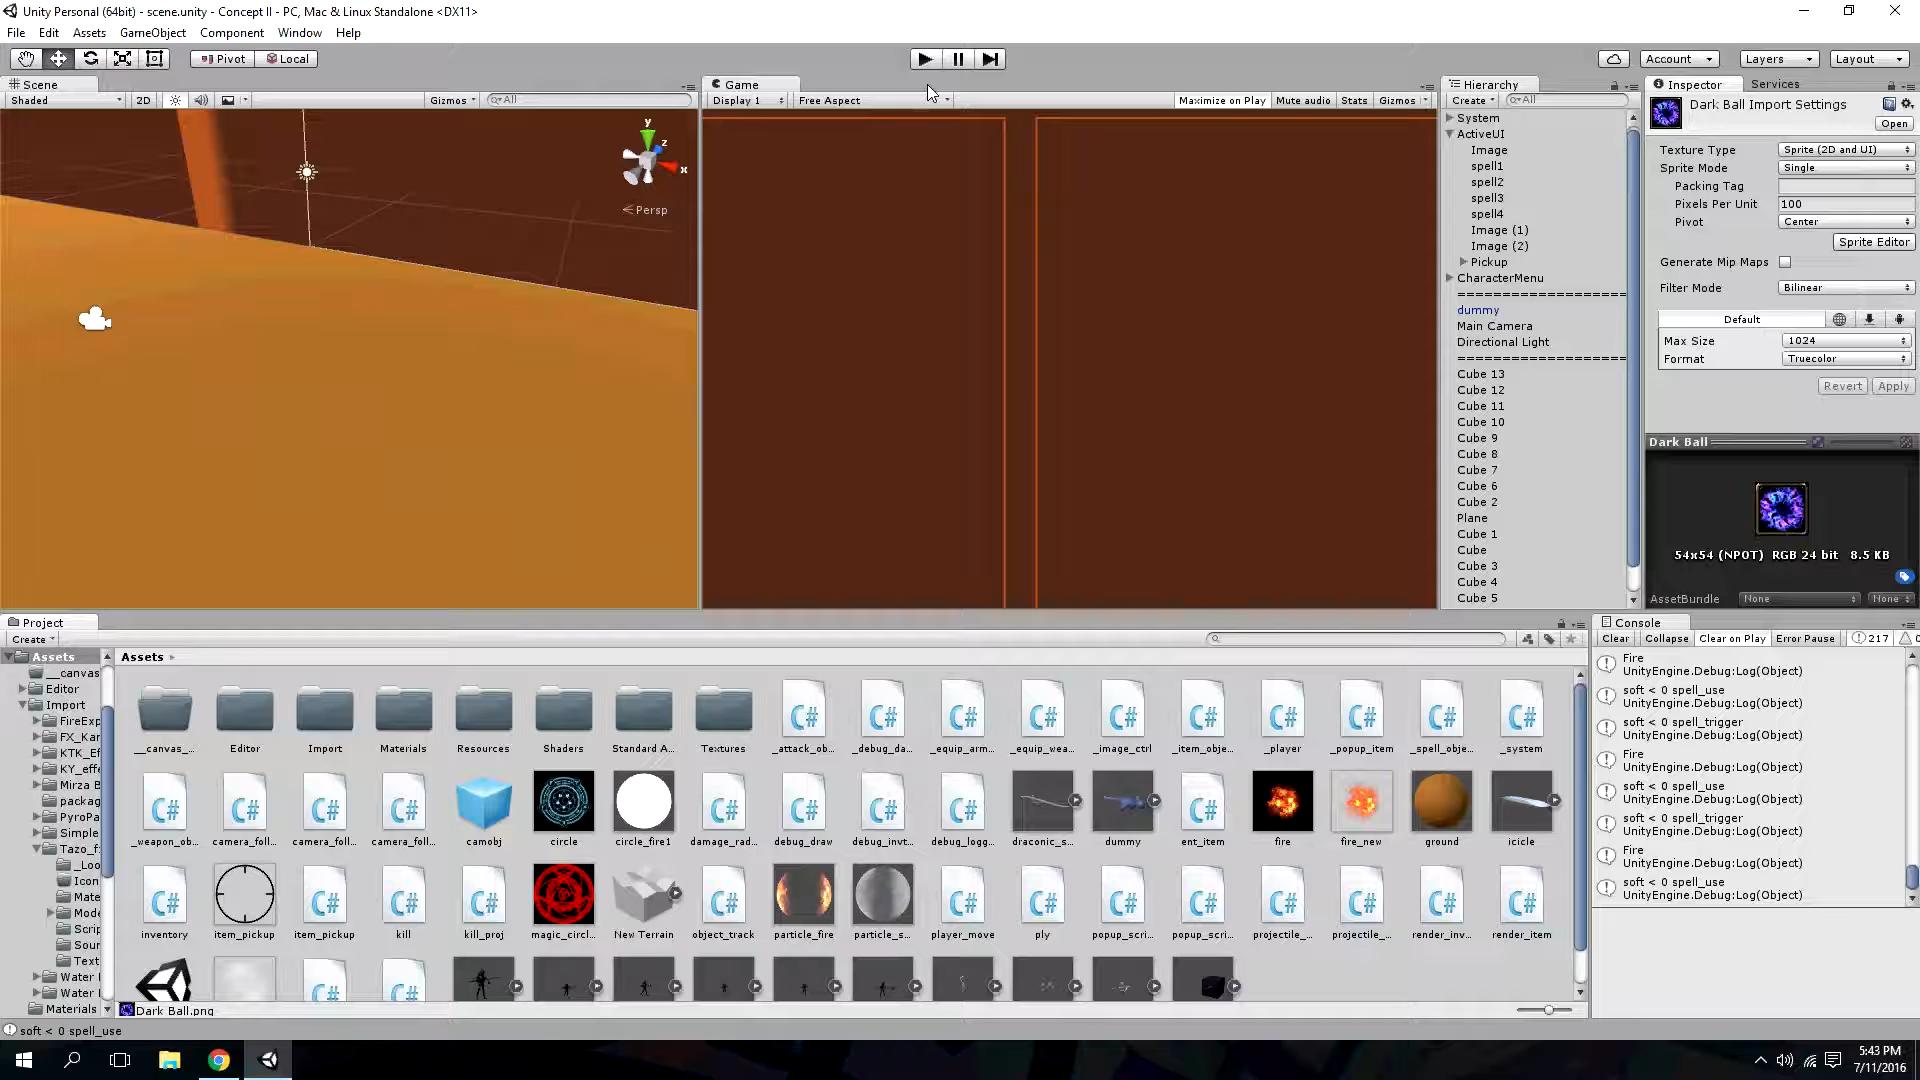 Unity Personal (64bit) - scene.unity - Concept II - PC, Mac & Linux Standalone <DX11>
File Edit Assets GameObject Component Window Help
Pivot Local Account Layers Layout
Scene
Shaded 2D Gizmos All
y
z
x
Persp
Game
Display 1 Free Aspect Maximize on Play Mute audio Stats Gizmos
Hierarchy
Create All
System
ActiveUI
Image
spell1
spell2
spell3
spell4
Image (1)
Image (2)
Pickup
CharacterMenu
====================
dummy
Main Camera
Directional Light
====================
Cube 13
Cube 12
Cube 11
Cube 10
Cube 9
Cube 8
Cube 7
Cube 6
Cube 2
Plane
Cube 1
Cube
Cube 3
Cube 4
Cube 5
Inspector Services
Dark Ball Import Settings
Open
Texture Type Sprite (2D and UI)
Sprite Mode Single
Packing Tag
Pixels Per Unit 100
Pivot Center
Sprite Editor
Generate Mip Maps
Filter Mode Bilinear
Default
Max Size 1024
Format Truecolor
Revert Apply
Dark Ball
54x54 (NPOT) RGB 24 bit 8.5 KB
AssetBundle None None
Project
Create
Assets
__canvas
Editor
Import
FireExp
FX_Kar
KTK_Ef
KY_effe
Mirza B
packag
PyroPa
Simple
Tazo_f
_Loo
Icon
Mate
Mode
Scrip
Sour
Text
Water
Water
Materials
Assets
__canvas_... Editor Import Materials Resources Shaders Standard A... Textures _attack_ob... _debug_da... _equip_arm... _equip_wea... _image_ctrl _item_obje... _player _popup_item _spell_obje... _system
_weapon_ob... camera_foll... camera_foll... camera_foll... camobj circle circle_fire1 damage_rad... debug_draw debug_invt... debug_logg... draconic_s... dummy ent_item fire fire_new ground icicle
inventory item_pickup item_pickup kill kill_proj magic_circl... New Terrain object_track particle_fire particle_s... player_move ply popup_scri... popup_scri... projectile_... projectile_... render_inv... render_item
Dark Ball.png
Console
Clear Collapse Clear on Play Error Pause 217 0
Fire
UnityEngine.Debug:Log(Object)
soft < 0 spell_use
UnityEngine.Debug:Log(Object)
soft < 0 spell_trigger
UnityEngine.Debug:Log(Object)
Fire
UnityEngine.Debug:Log(Object)
soft < 0 spell_use
UnityEngine.Debug:Log(Object)
soft < 0 spell_trigger
UnityEngine.Debug:Log(Object)
Fire
UnityEngine.Debug:Log(Object)
soft < 0 spell_use
UnityEngine.Debug:Log(Object)
soft < 0 spell_use
5:43 PM
7/11/2016